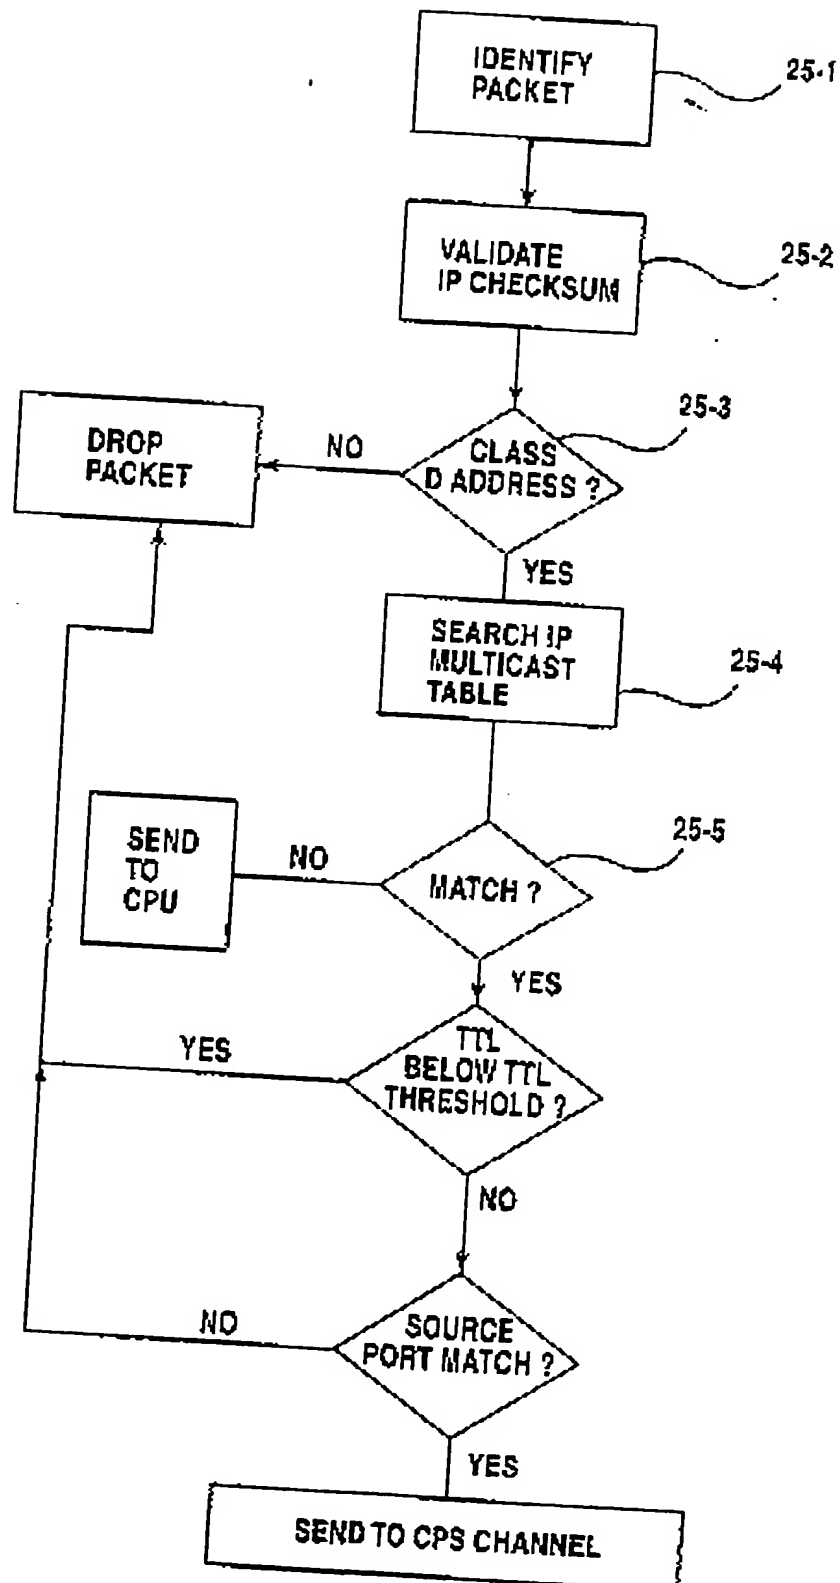 IDENTIFY
PACKET
25-1
VALIDATE
IP CHECKSUM
25-2
25-3
CLASS
D ADDRESS ?
NO
DROP
PACKET
YES
SEARCH IP
MULTICAST
TABLE
25-4
25-5
MATCH ?
NO
SEND
TO
CPU
YES
TTL
BELOW TTL
THRESHOLD ?
YES
NO
SOURCE
PORT MATCH ?
NO
YES
SEND TO CPS CHANNEL